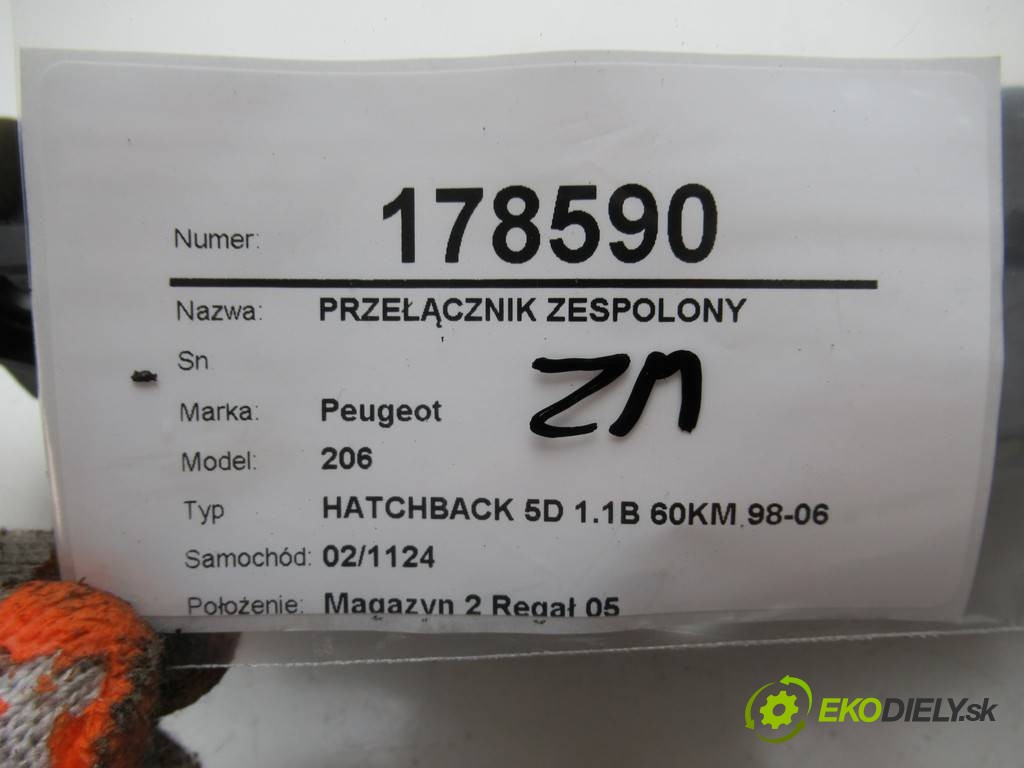 Numer: 178590
Nazwa: PRZEŁĄCZNIK ZESPOLONY
Sn
ZM
Marka: Peugeot
Model: 206
Typ HATCHBACK 5D 1.1B 60KM 98-06
Samochód: 02/1124
Położenie: Magazyn 2 Regał 05
EKODIELY.sk